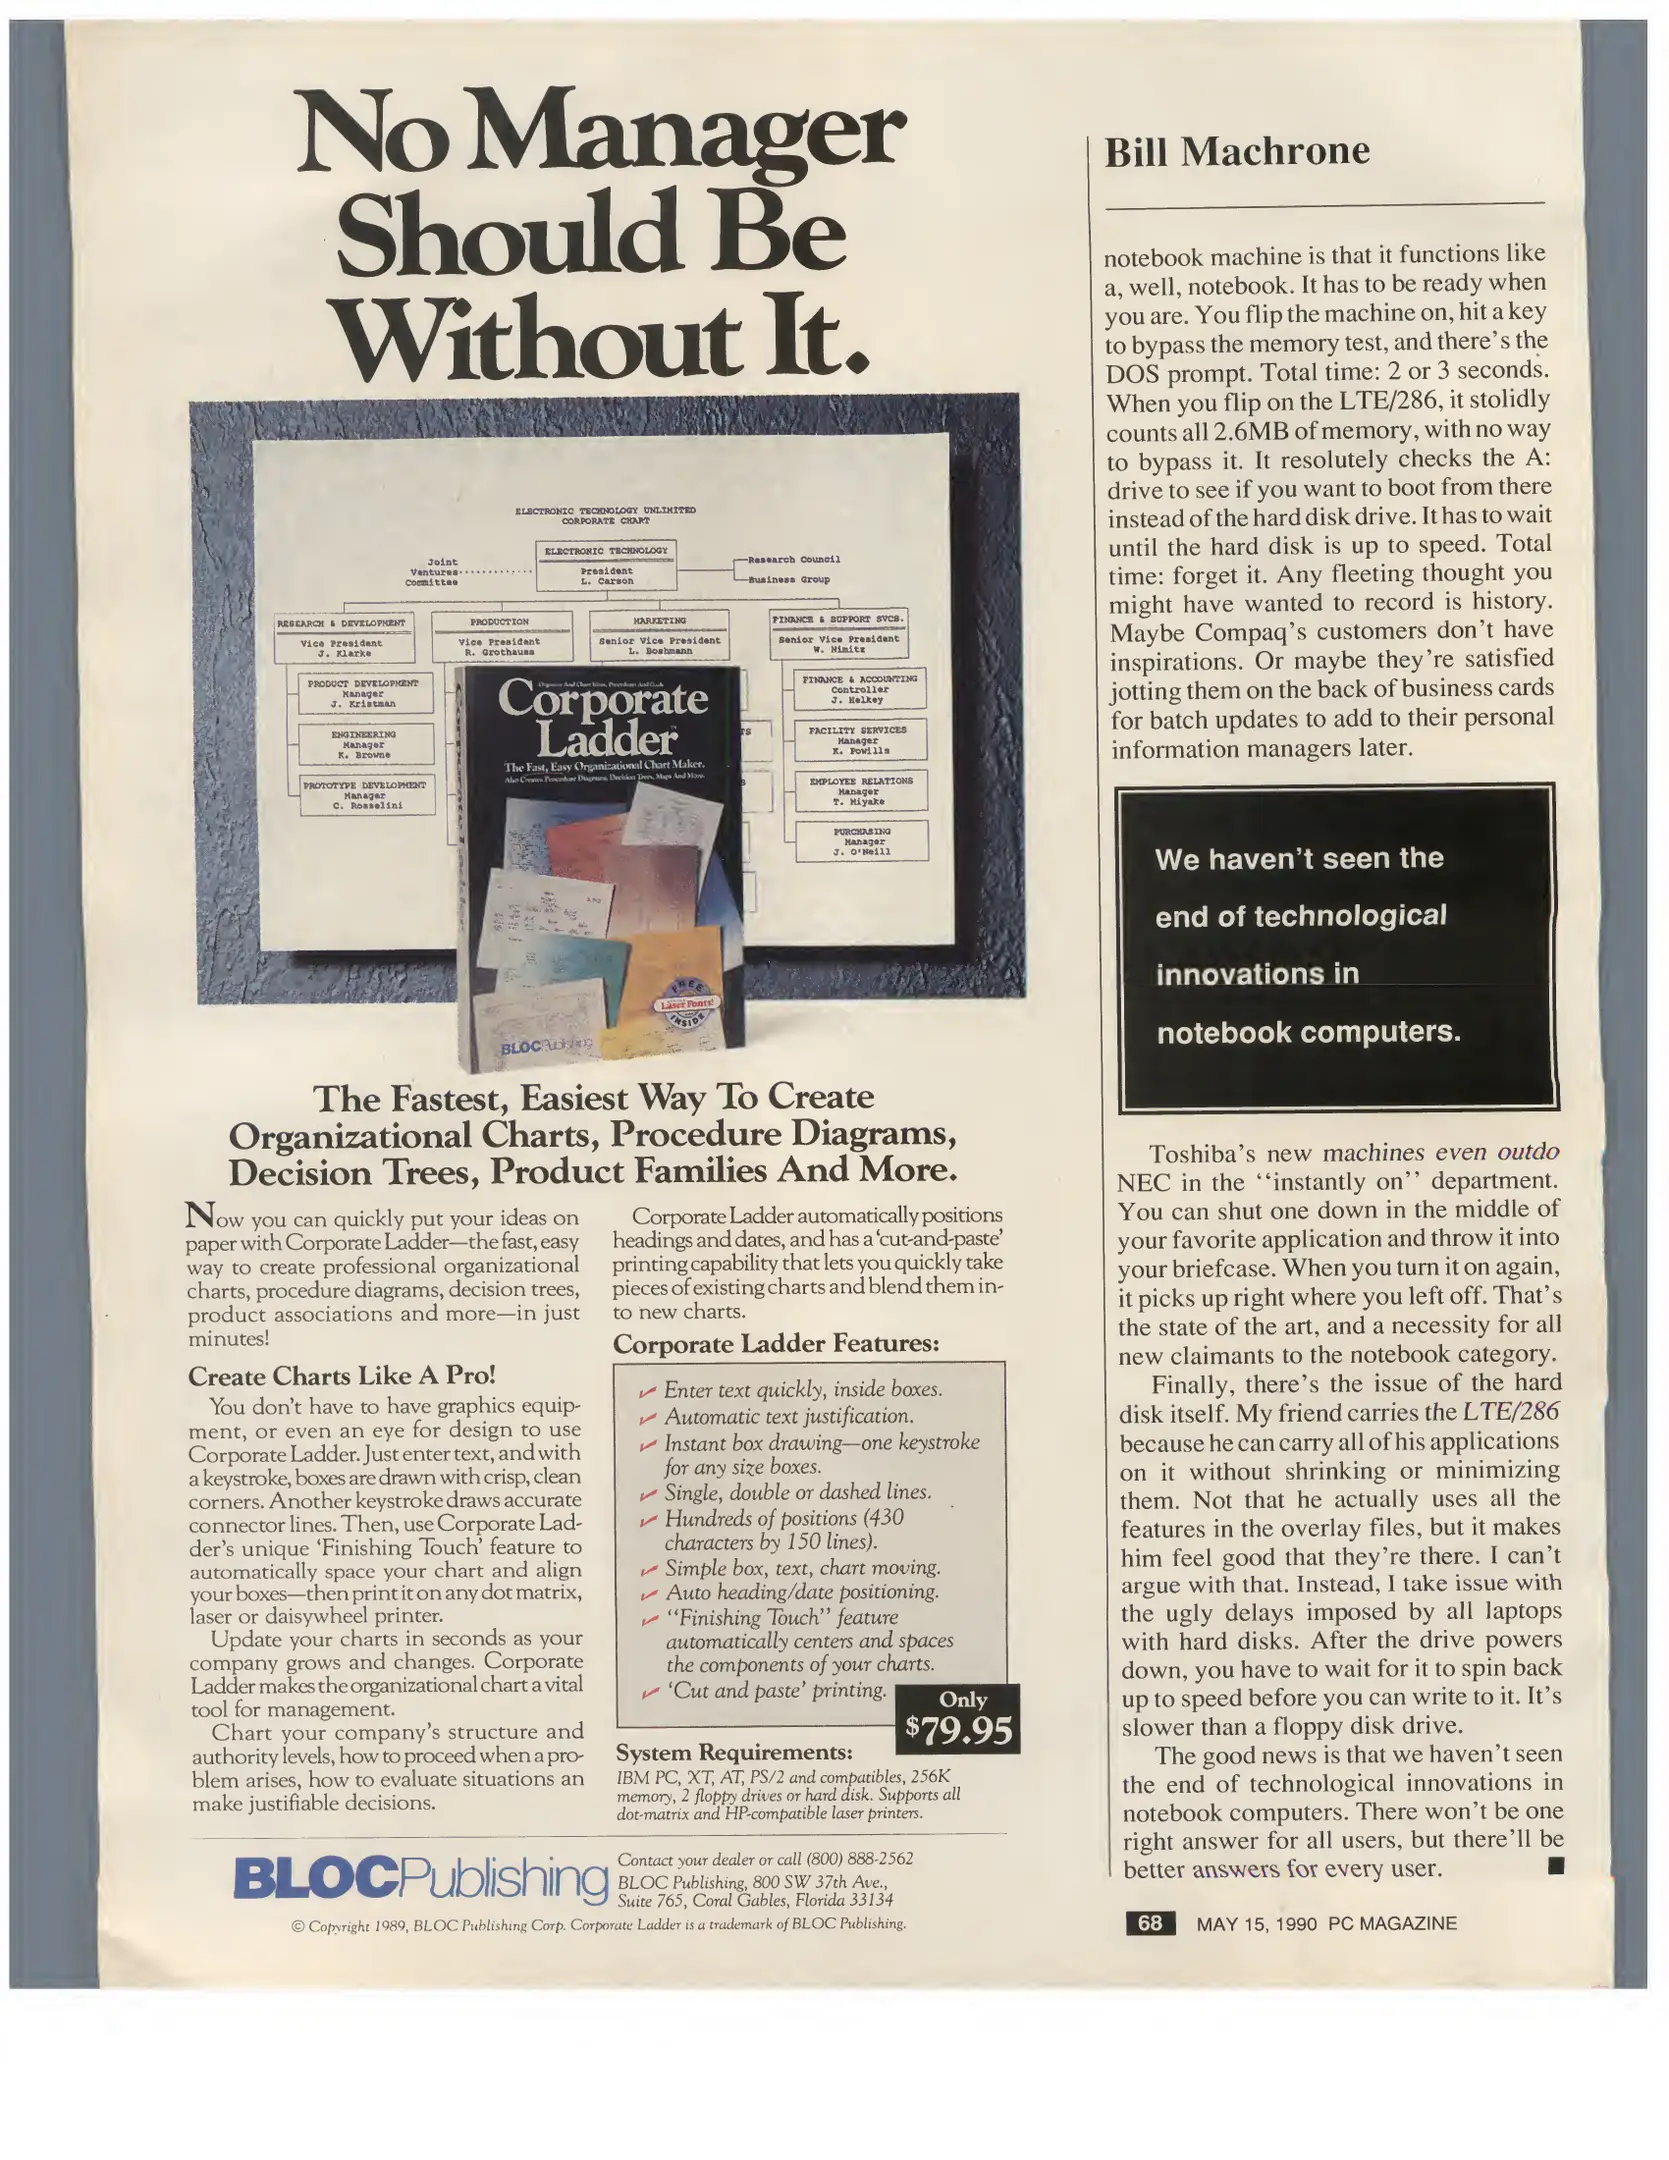 No Manager
Should Be
Without It.
ELECTRONIC TECHNOLOGY UNLIMITED
CORPORATE CHART
ELECTRONIC TECHNOLOGY
President
L. Carson
Joint
Ventures
Committee
Research Council
Business Group
RESEARCH & DEVELOPMENT
Vice President
J. Klarke
PRODUCTION
Vice President
R. Grothauss
MARKETING
Senior Vice President
L. Boshmann
FINANCE & SUPPORT SVCS.
Senior Vice President
W. Nimitz
PRODUCT DEVELOPMENT
Manager
J. Kristman
ENGINEERING
Manager
K. Browne
PROTOTYPE DEVELOPMENT
Manager
C. Rosselini
FINANCE & ACCOUNTING
Controller
J. Helkey
FACILITY SERVICES
Manager
K. Powills
EMPLOYEE RELATIONS
Manager
T. Miyake
PURCHASING
Manager
J. O'Neill
Corporate
Ladder
The Fast, Easy Organizational Chart Maker.
Also Creates Procedure Diagrams, Decision Trees, Maps And More.
FREE
Laser Fonts!
INSIDE
BLOC Publishing
The Fastest, Easiest Way To Create
Organizational Charts, Procedure Diagrams,
Decision Trees, Product Families And More.
Now you can quickly put your ideas on
paper with Corporate Ladder—the fast, easy
way to create professional organizational
charts, procedure diagrams, decision trees,
product associations and more—in just
minutes!
Create Charts Like A Pro!
You don't have to have graphics equip-
ment, or even an eye for design to use
Corporate Ladder. Just enter text, and with
a keystroke, boxes are drawn with crisp, clean
corners. Another keystroke draws accurate
connector lines. Then, use Corporate Lad-
der's unique 'Finishing Touch' feature to
automatically space your chart and align
your boxes—then print it on any dot matrix,
laser or daisywheel printer.
Update your charts in seconds as your
company grows and changes. Corporate
Ladder makes the organizational chart a vital
tool for management.
Chart your company's structure and
authority levels, how to proceed when a pro-
blem arises, how to evaluate situations an
make justifiable decisions.
Corporate Ladder automatically positions
headings and dates, and has a 'cut-and-paste'
printing capability that lets you quickly take
pieces of existing charts and blend them in-
to new charts.
Corporate Ladder Features:
Enter text quickly, inside boxes.
Automatic text justification.
Instant box drawing—one keystroke
for any size boxes.
Single, double or dashed lines.
Hundreds of positions (430
characters by 150 lines).
Simple box, text, chart moving.
Auto heading/date positioning.
"Finishing Touch" feature
automatically centers and spaces
the components of your charts.
'Cut and paste' printing.
Only
$79.95
System Requirements:
IBM PC, XT, AT, PS/2 and compatibles, 256K
memory, 2 floppy drives or hard disk. Supports all
dot-matrix and HP-compatible laser printers.
BLOC Publishing
Contact your dealer or call (800) 888-2562
BLOC Publishing, 800 SW 37th Ave.,
Suite 765, Coral Gables, Florida 33134
© Copyright 1989, BLOC Publishing Corp. Corporate Ladder is a trademark of BLOC Publishing.
Bill Machrone
notebook machine is that it functions like
a, well, notebook. It has to be ready when
you are. You flip the machine on, hit a key
to bypass the memory test, and there's the
DOS prompt. Total time: 2 or 3 seconds.
When you flip on the LTE/286, it stolidly
counts all 2.6MB of memory, with no way
to bypass it. It resolutely checks the A:
drive to see if you want to boot from there
instead of the hard disk drive. It has to wait
until the hard disk is up to speed. Total
time: forget it. Any fleeting thought you
might have wanted to record is history.
Maybe Compaq's customers don't have
inspirations. Or maybe they're satisfied
jotting them on the back of business cards
for batch updates to add to their personal
information managers later.
We haven't seen the
end of technological
innovations in
notebook computers.
Toshiba's new machines even outdo
NEC in the "instantly on" department.
You can shut one down in the middle of
your favorite application and throw it into
your briefcase. When you turn it on again,
it picks up right where you left off. That's
the state of the art, and a necessity for all
new claimants to the notebook category.
Finally, there's the issue of the hard
disk itself. My friend carries the LTE/286
because he can carry all of his applications
on it without shrinking or minimizing
them. Not that he actually uses all the
features in the overlay files, but it makes
him feel good that they're there. I can't
argue with that. Instead, I take issue with
the ugly delays imposed by all laptops
with hard disks. After the drive powers
down, you have to wait for it to spin back
up to speed before you can write to it. It's
slower than a floppy disk drive.
The good news is that we haven't seen
the end of technological innovations in
notebook computers. There won't be one
right answer for all users, but there'll be
better answers for every user.
68 MAY 15, 1990 PC MAGAZINE